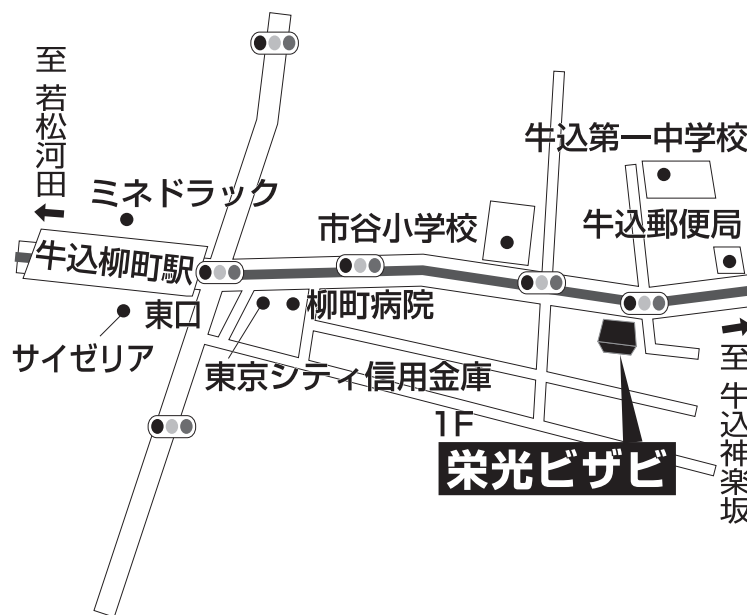 至 若松河田
ミネドラック
牛込柳町駅
東口
サイゼリア
市谷小学校
柳町病院
東京シティ信用金庫
牛込第一中学校
牛込郵便局
1F
栄光ビザビ
至 牛込神楽坂